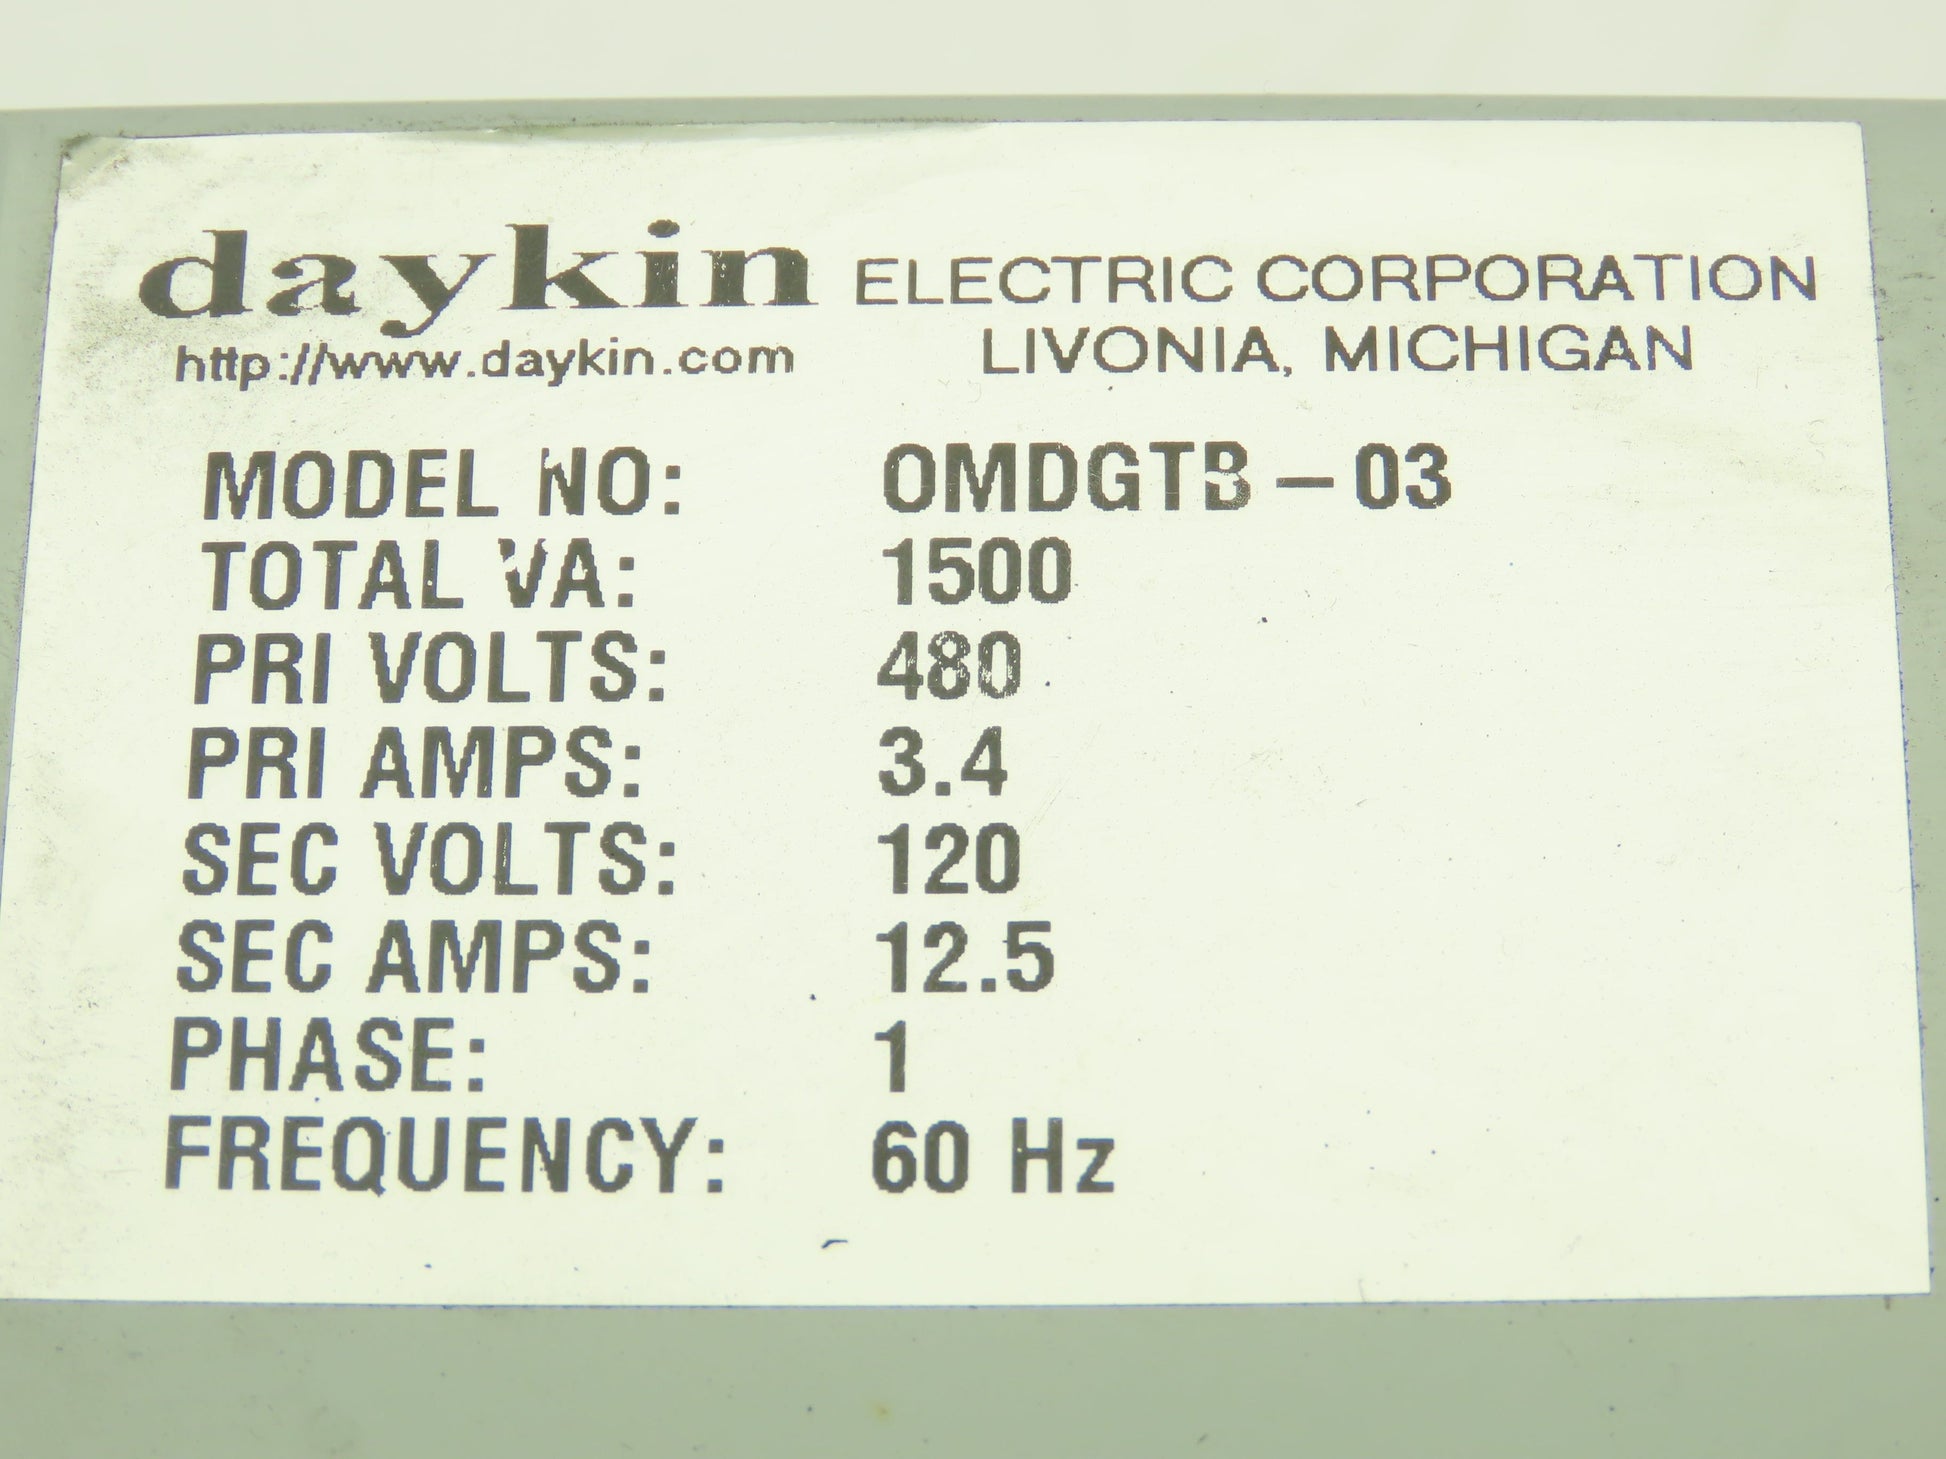 daykin ELECTRIC CORPORATION
http://www.daykin.com LIVONIA, MICHIGAN
MODEL NO: OMDGTB-03
TOTAL VA: 1500
PRI VOLTS: 480
PRI AMPS: 3.4
SEC VOLTS: 120
SEC AMPS: 12.5
PHASE: 1
FREQUENCY: 60 Hz